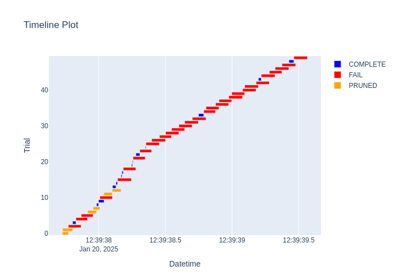 Timeline Plot
COMPLETE
FAIL
PRUNED
40
30
20
10
0
Trial
12:39:38
12:39:38.5
12:39:39
12:39:39.5
Jan 20, 2025
Datetime